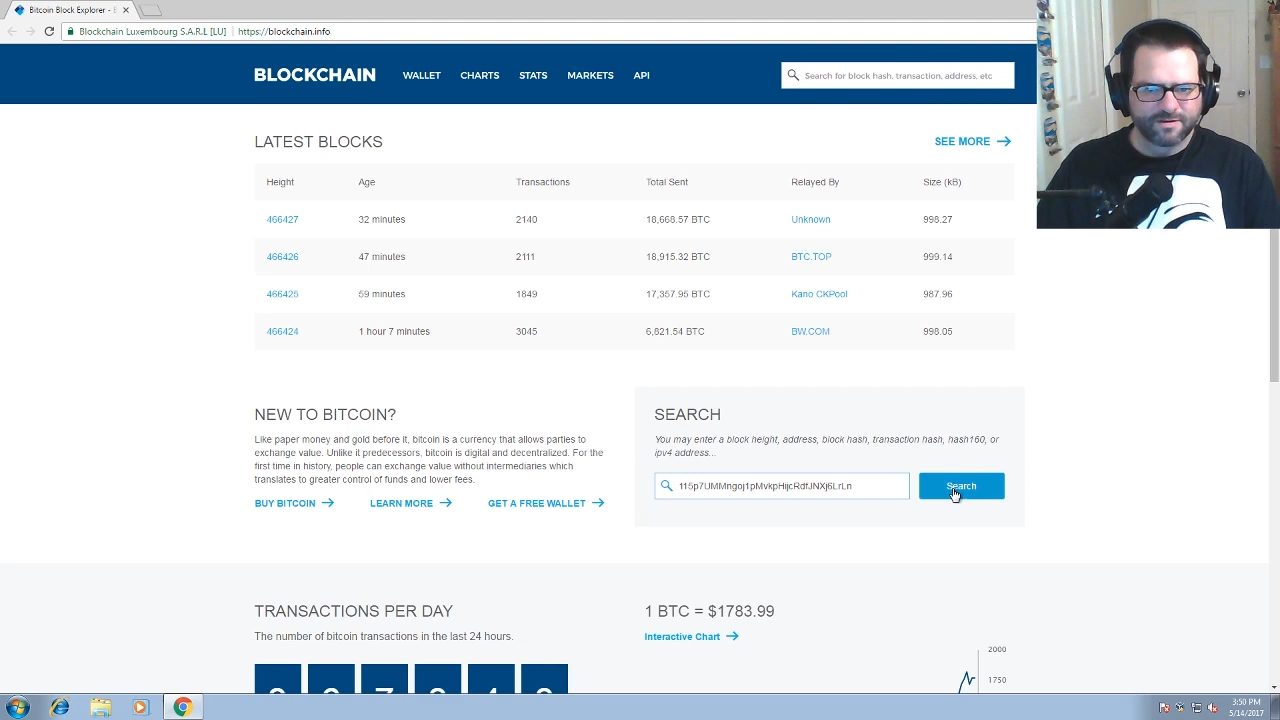 Bitcoin Block Explorer - B
Blockchain Luxembourg S.A.R.L [LU] https://blockchain.info
BLOCKCHAIN WALLET CHARTS STATS MARKETS API Search for block hash, transaction, address, etc
LATEST BLOCKS SEE MORE
Height Age Transactions Total Sent Relayed By Size (kB)
466427 32 minutes 2140 18,668.57 BTC Unknown 998.27
466426 47 minutes 2111 18,915.32 BTC BTC.TOP 999.14
466425 59 minutes 1849 17,357.95 BTC Kano CKPool 987.96
466424 1 hour 7 minutes 3045 6,821.54 BTC BW.COM 998.05
NEW TO BITCOIN?
Like paper money and gold before it, bitcoin is a currency that allows parties to
exchange value. Unlike it predecessors, bitcoin is digital and decentralized. For the
first time in history, people can exchange value without intermediaries which
translates to greater control of funds and lower fees.
BUY BITCOIN LEARN MORE GET A FREE WALLET
SEARCH
You may enter a block height, address, block hash, transaction hash, hash160, or
ipv4 address...
115p7UMMngoj1pMvkpHijcRdfJNXj6LrLn Search
TRANSACTIONS PER DAY
The number of bitcoin transactions in the last 24 hours.
1 BTC = $1783.99
Interactive Chart
2000
1750
3:50 PM
5/14/2017